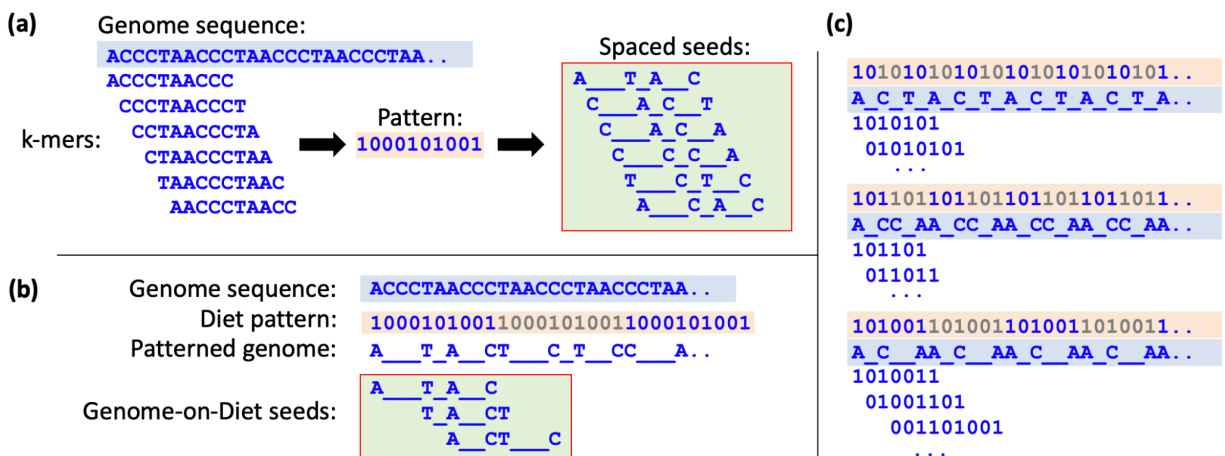 (a)
Genome sequence:
ACCCTAACCCTAACCCTAACCCTAA..
k-mers:
ACCCTAACCC
CCCTAACCCT
CCTAACCCTA
CTAACCCTAA
TAACCCTAAC
AACCCTAACC
Pattern:
1000101001
Spaced seeds:
A___T_A__C
C___A_C__T
C___A_C__A
C___C_C__A
T___C_T__C
A___C_A__C
(b)
Genome sequence: ACCCTAACCCTAACCCTAACCCTAA..
Diet pattern: 100010100110001010011000101001
Patterned genome: A___T_A__CT___C_T__CC___A..
Genome-on-Diet seeds:
A___T_A__C
T_A__CT
A__CT___C
(c)
1010101010101010101010101..
A_C_T_A_C_T_A_C_T_A_C_T_A..
1010101
01010101
...
1011011011011011011011011..
A_CC_AA_CC_AA_CC_AA_CC_AA..
101101
011011
...
1010011010011010011010011..
A_C__AA_C__AA_C__AA_C__AA..
1010011
01001101
001101001
...